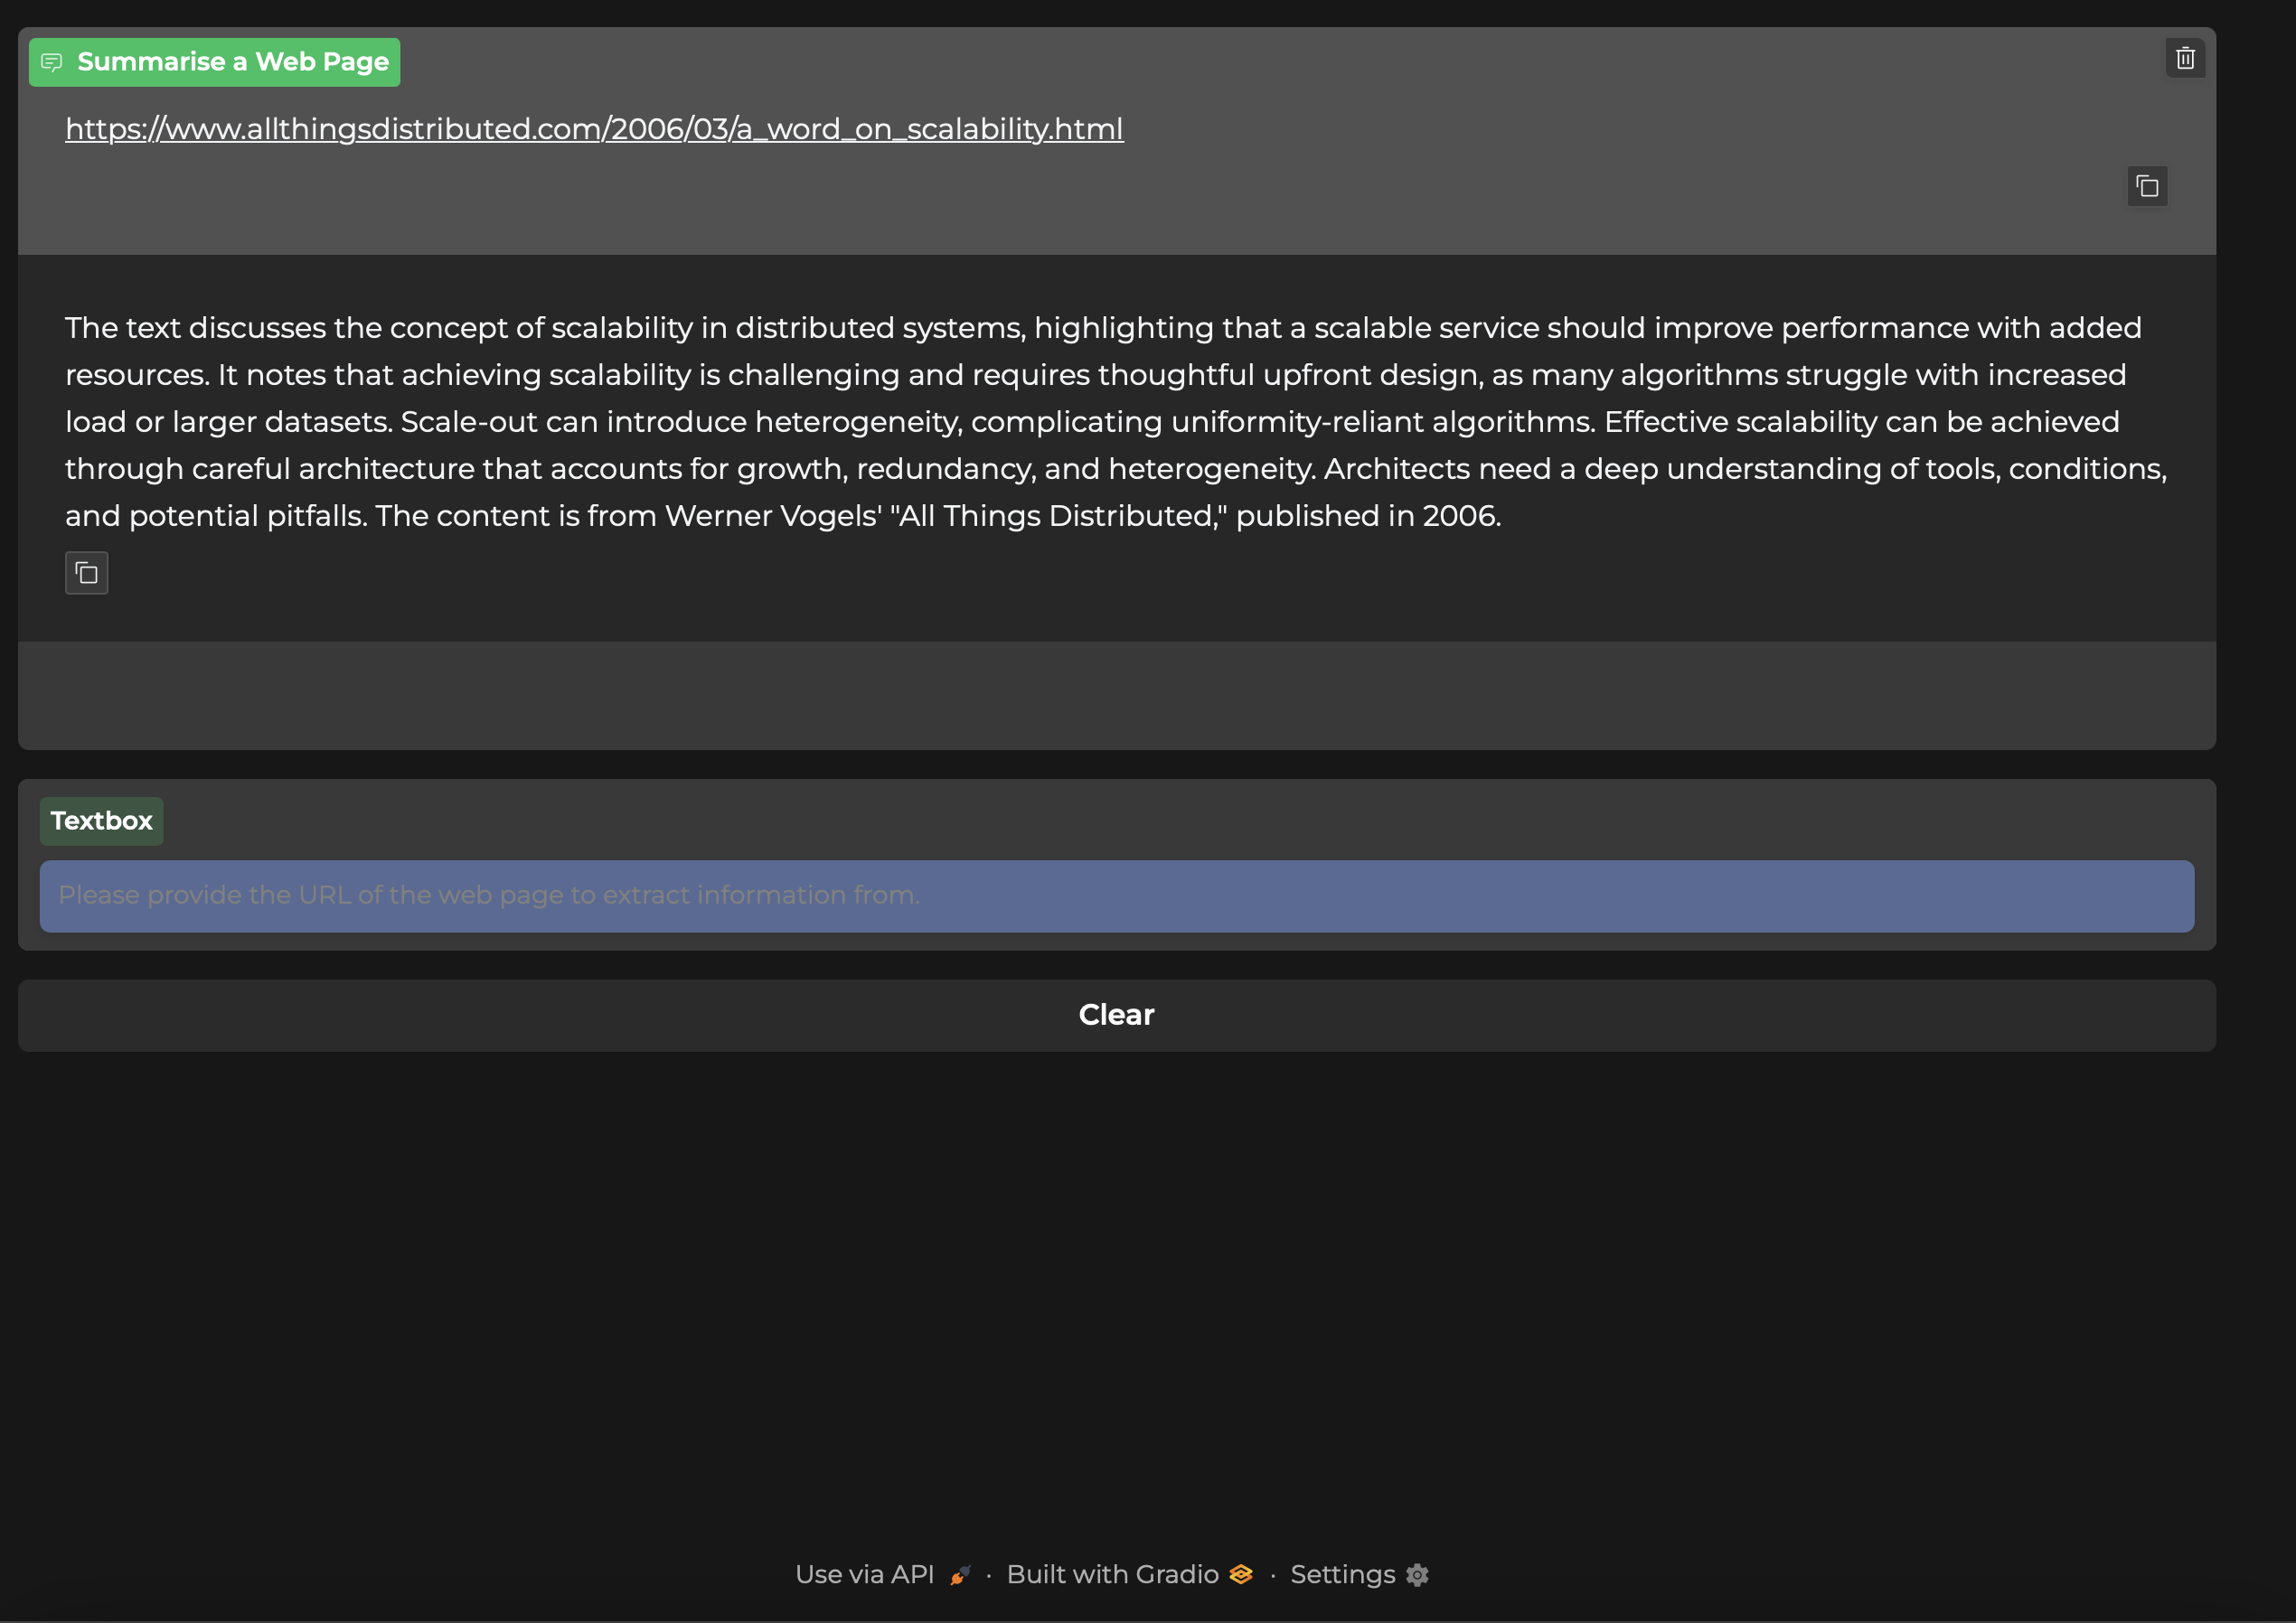 Summarise a Web Page
https://www.allthingsdistributed.com/2006/03/a_word_on_scalability.html
The text discusses the concept of scalability in distributed systems, highlighting that a scalable service should improve performance with added
resources. It notes that achieving scalability is challenging and requires thoughtful upfront design, as many algorithms struggle with increased
load or larger datasets. Scale-out can introduce heterogeneity, complicating uniformity-reliant algorithms. Effective scalability can be achieved
through careful architecture that accounts for growth, redundancy, and heterogeneity. Architects need a deep understanding of tools, conditions,
and potential pitfalls. The content is from Werner Vogels' "All Things Distributed," published in 2006.
Textbox
Please provide the URL of the web page to extract information from.
Clear
Use via API · Built with Gradio · Settings